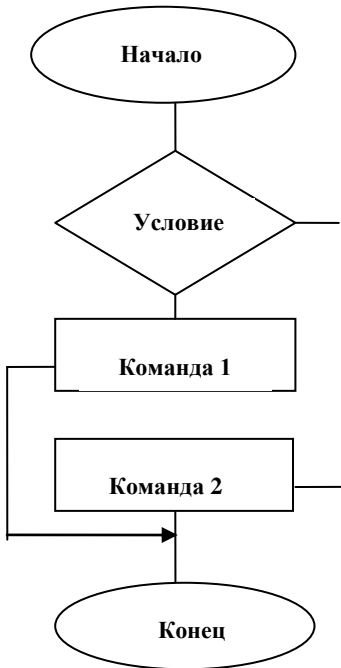 Начало
Условие
Команда 1
Команда 2
Конец